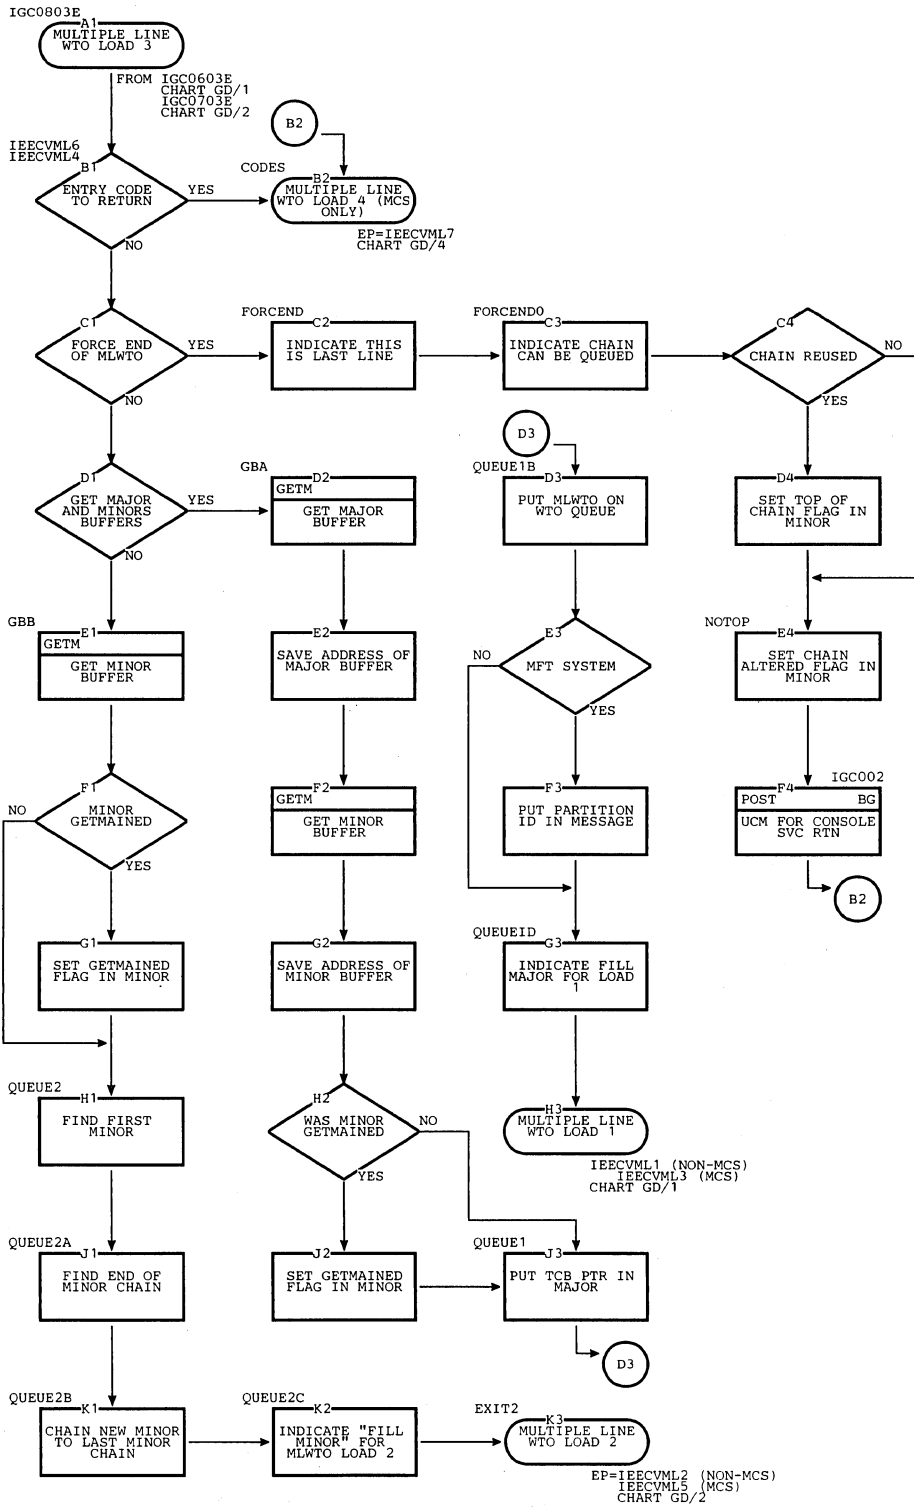 IGC0803E
A1
MULTIPLE LINE
WTO LOAD 3
FROM IGC0603E
CHART GD/1
IGC0703E
CHART GD/2
B2
IEECVML6
IEECVML4
B1
ENTRY CODE
TO RETURN
YES
NO
CODES
B2
MULTIPLE LINE
WTO LOAD 4 (MCS
ONLY)
EP=IEECVML7
CHART GD/4
C1
FORCE END
OF MLWTO
YES
NO
FORCEND
C2
INDICATE THIS
IS LAST LINE
FORCEND0
C3
INDICATE CHAIN
CAN BE QUEUED
C4
CHAIN REUSED
NO
YES
D3
D1
GET MAJOR
AND MINORS
BUFFERS
YES
NO
GBA
D2
GETM
GET MAJOR
BUFFER
QUEUE1B
D3
PUT MLWTO ON
WTO QUEUE
D4
SET TOP OF
CHAIN FLAG IN
MINOR
GBB
E1
GETM
GET MINOR
BUFFER
E2
SAVE ADDRESS OF
MAJOR BUFFER
E3
MFT SYSTEM
NO
YES
NOTOP
E4
SET CHAIN
ALTERED FLAG IN
MINOR
F1
MINOR
GETMAINED
NO
YES
F2
GETM
GET MINOR
BUFFER
F3
PUT PARTITION
ID IN MESSAGE
IGC002
F4
POST BG
UCM FOR CONSOLE
SVC RTN
B2
G1
SET GETMAINED
FLAG IN MINOR
G2
SAVE ADDRESS OF
MINOR BUFFER
QUEUEID
G3
INDICATE FILL
MAJOR FOR LOAD
1
QUEUE2
H1
FIND FIRST
MINOR
H2
WAS MINOR
GETMAINED
NO
YES
H3
MULTIPLE LINE
WTO LOAD 1
IEECVML1 (NON-MCS)
IEECVML3 (MCS)
CHART GD/1
QUEUE2A
J1
FIND END OF
MINOR CHAIN
J2
SET GETMAINED
FLAG IN MINOR
QUEUE1
J3
PUT TCB PTR IN
MAJOR
D3
QUEUE2B
K1
CHAIN NEW MINOR
TO LAST MINOR
CHAIN
QUEUE2C
K2
INDICATE "FILL
MINOR" FOR
MLWTO LOAD 2
EXIT2
K3
MULTIPLE LINE
WTO LOAD 2
EP=IEECVML2 (NON-MCS)
IEECVML5 (MCS)
CHART GD/2